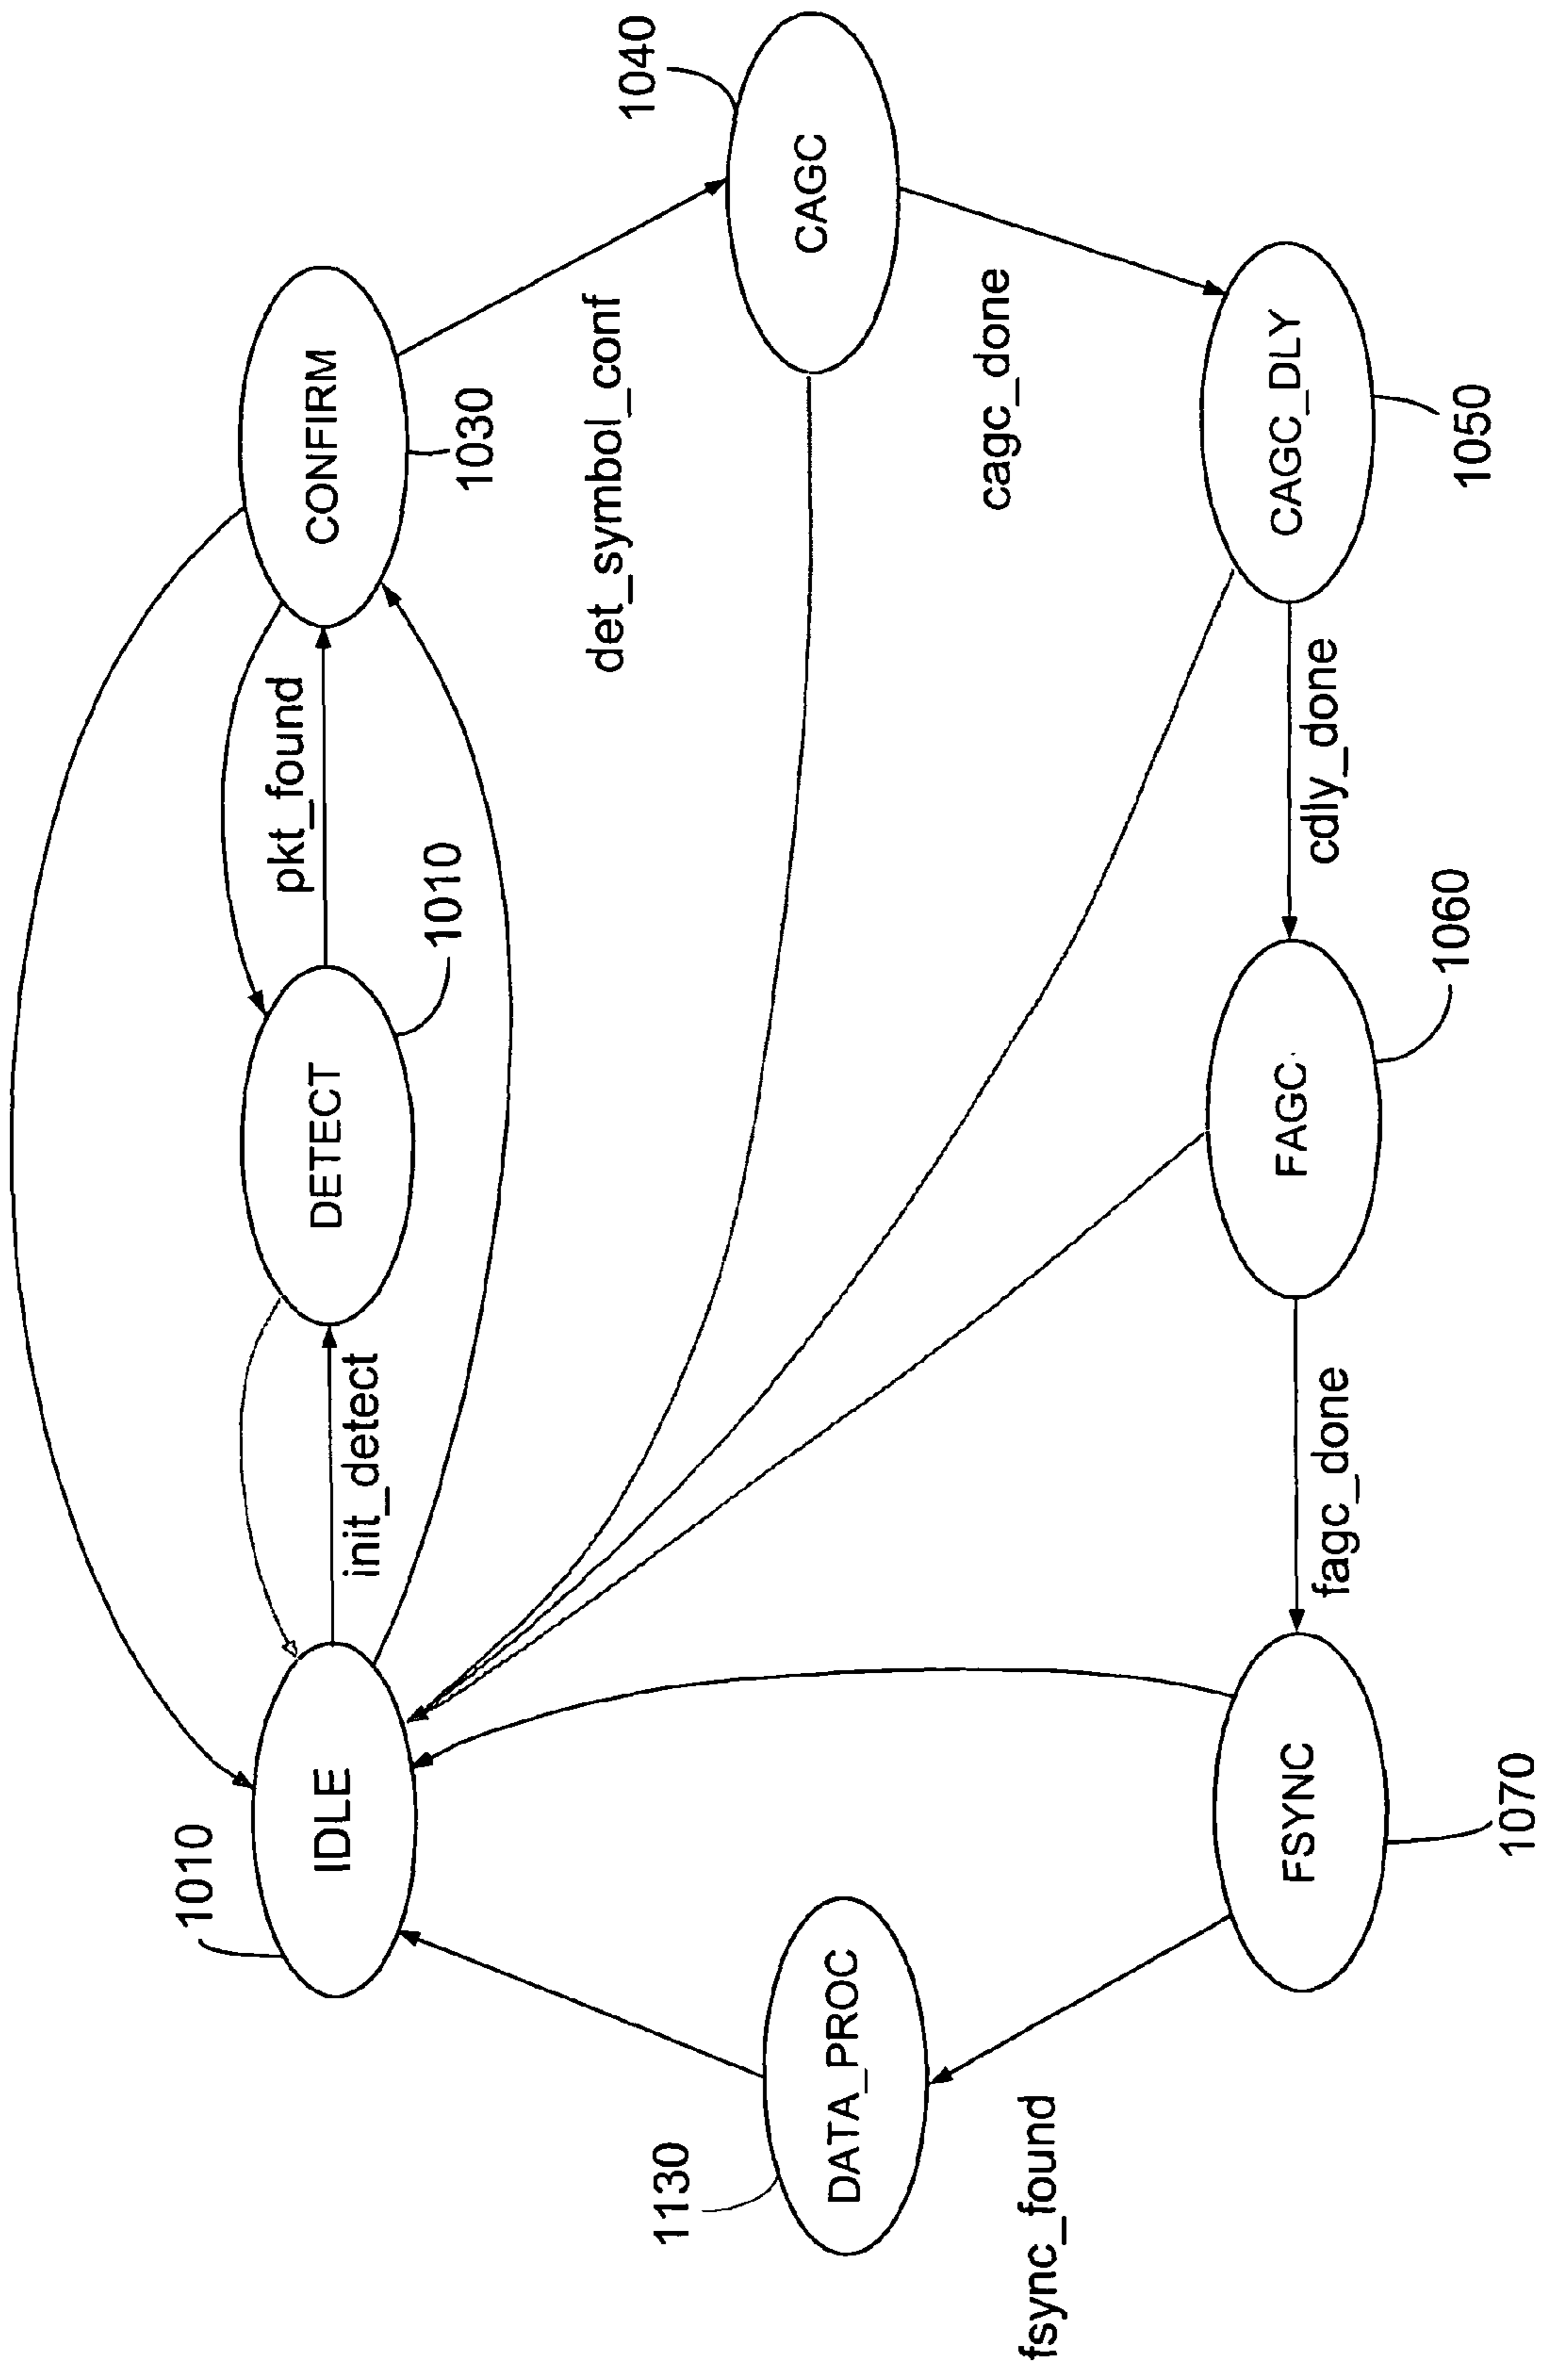 1010
IDLE
init_detect
DETECT
1010
pkt_found
CONFIRM
1030
det_symbol_conf
1040
CAGC
cagc_done
CAGC_DLY
1050
cdly_done
FAGC
1060
fagc_done
FSYNC
1070
fsync_found
DATA_PROC
1130